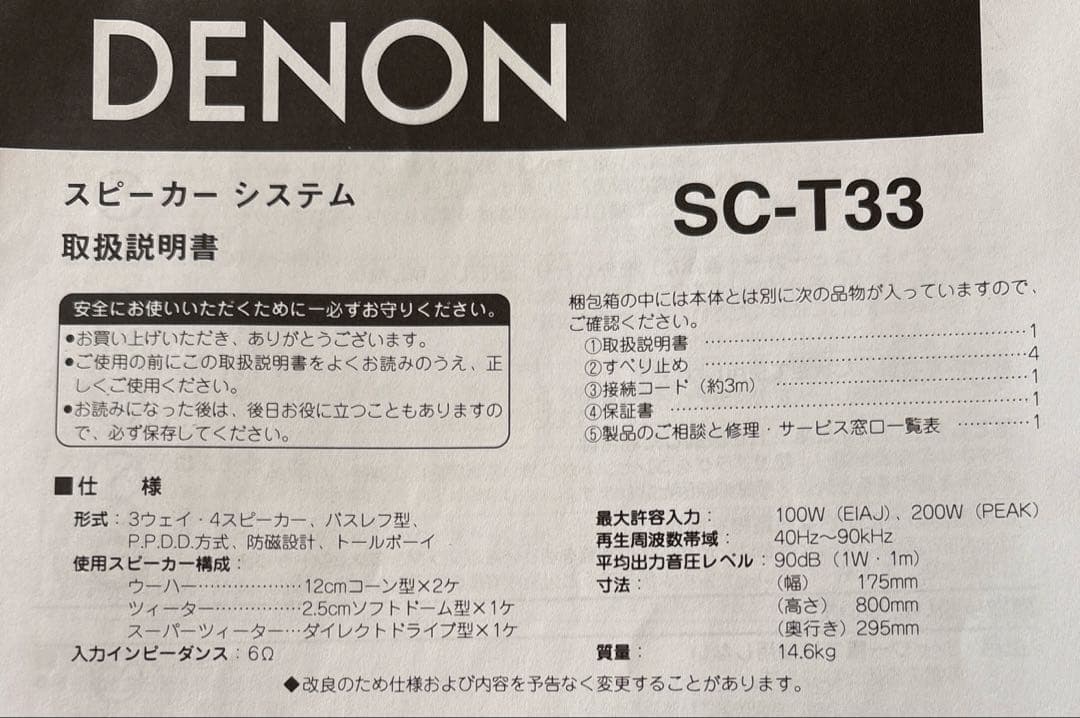 DENON
スピーカー システム
取扱説明書
SC-T33
安全にお使いいただくために―必ずお守りください。
●お買い上げいただき、ありがとうございます。
●ご使用の前にこの取扱説明書をよくお読みのうえ、正
しくご使用ください。
●お読みになった後は、後日お役に立つこともありますの
で、必ず保存してください。
梱包箱の中には本体とは別に次の品物が入っていますので、
ご確認ください。
①取扱説明書 ……………………………………1
②すべり止め ……………………………………4
③接続コード（約3m） ……………………………1
④保証書 …………………………………………1
⑤製品のご相談と修理・サービス窓口一覧表 …………1
■仕　様
形式：3ウェイ・4スピーカー、バスレフ型、
P.P.D.D.方式、防磁設計、トールボーイ
使用スピーカー構成：
ウーハー………………12cmコーン型×2ケ
ツィーター……………2.5cmソフトドーム型×1ケ
スーパーツィーター…ダイレクトドライブ型×1ケ
入力インピーダンス：6Ω
最大許容入力： 100W（EIAJ）、200W（PEAK）
再生周波数帯域： 40Hz～90kHz
平均出力音圧レベル：90dB（1W・1m）
寸法： （幅） 175mm
（高さ） 800mm
（奥行き）295mm
質量： 14.6kg
◆改良のため仕様および内容を予告なく変更することがあります。